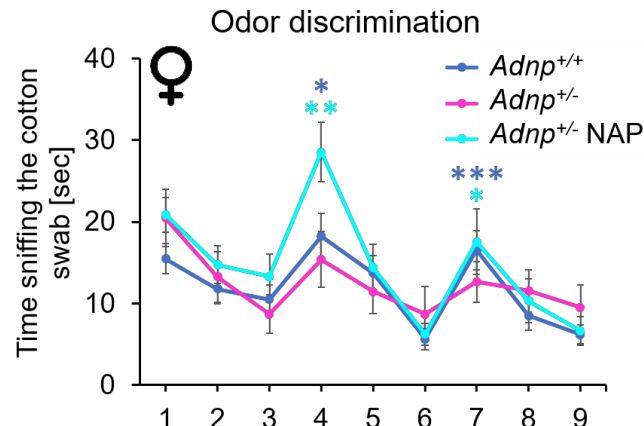 Odor discrimination
Time sniffing the cotton
swab [sec]
40
30
20
10
0
♀
Adnp+/+
Adnp+/-
Adnp+/- NAP
*
**
***
*
1 2 3 4 5 6 7 8 9